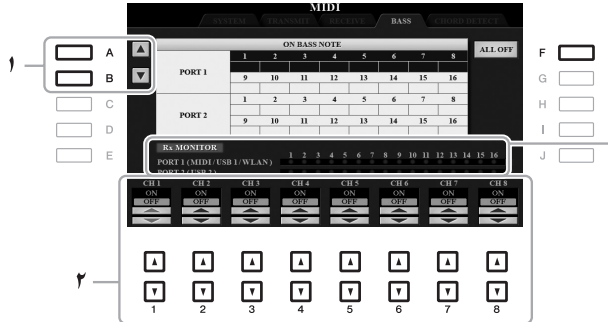 MIDI
SYSTEM TRANSMIT RECEIVE BASS CHORD DETECT
ON BASS NOTE ALL OFF
PORT 1
1 2 3 4 5 6 7 8
9 10 11 12 13 14 15 16
PORT 2
1 2 3 4 5 6 7 8
9 10 11 12 13 14 15 16
Rx MONITOR
1 2 3 4 5 6 7 8 9 10 11 12 13 14 15 16
PORT 1 (MIDI/USB 1/WLAN)
PORT 2 (USB 2)
CH 1 CH 2 CH 3 CH 4 CH 5 CH 6 CH 7 CH 8
ON ON ON ON ON ON ON ON
OFF OFF OFF OFF OFF OFF OFF OFF
A
B
C
D
E
F
G
H
I
J
١
٢
1 2 3 4 5 6 7 8